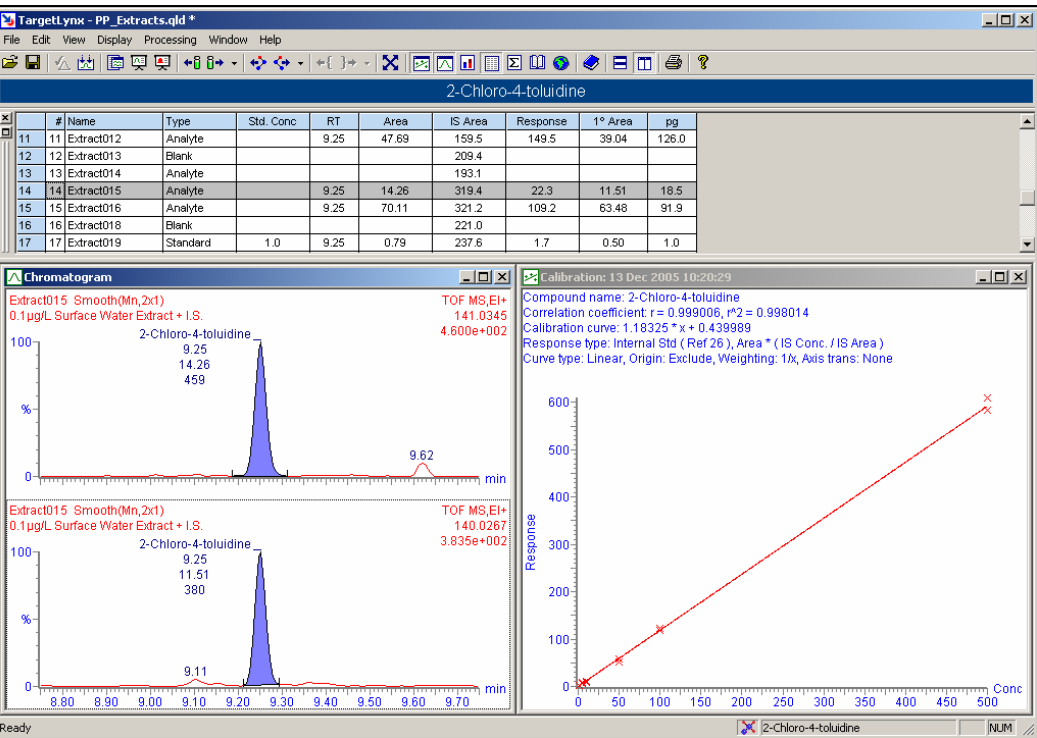 TargetLynx - PP_Extracts.qld *
File Edit View Display Processing Window Help
2-Chloro-4-toluidine
# Name Type Std. Conc RT Area IS Area Response 1° Area pg
11 11 Extract012 Analyte 9.25 47.69 159.5 149.5 39.04 126.0
12 12 Extract013 Blank 209.4
13 13 Extract014 Analyte 193.1
14 14 Extract015 Analyte 9.25 14.26 319.4 22.3 11.51 18.5
15 15 Extract016 Analyte 9.25 70.11 321.2 109.2 63.48 91.9
16 16 Extract018 Blank 221.0
17 17 Extract019 Standard 1.0 9.25 0.79 237.6 1.7 0.50 1.0
Chromatogram
Extract015 Smooth(Mn,2x1) TOF MS,EI+
0.1µg/L Surface Water Extract + I.S. 141.0345
4.600e+002
2-Chloro-4-toluidine
9.25
14.26
459
100
%
0
9.62
min
Extract015 Smooth(Mn,2x1) TOF MS,EI+
0.1µg/L Surface Water Extract + I.S. 140.0267
3.835e+002
2-Chloro-4-toluidine
9.25
11.51
380
100
%
0
9.11
min
8.80 8.90 9.00 9.10 9.20 9.30 9.40 9.50 9.60 9.70
Calibration: 13 Dec 2005 10:20:29
Compound name: 2-Chloro-4-toluidine
Correlation coefficient: r = 0.999006, r^2 = 0.998014
Calibration curve: 1.18325 * x + 0.439989
Response type: Internal Std ( Ref 26 ), Area * ( IS Conc. / IS Area )
Curve type: Linear, Origin: Exclude, Weighting: 1/x, Axis trans: None
600
500
400
300
200
100
0
Response
Conc
0 50 100 150 200 250 300 350 400 450 500
Ready 2-Chloro-4-toluidine NUM